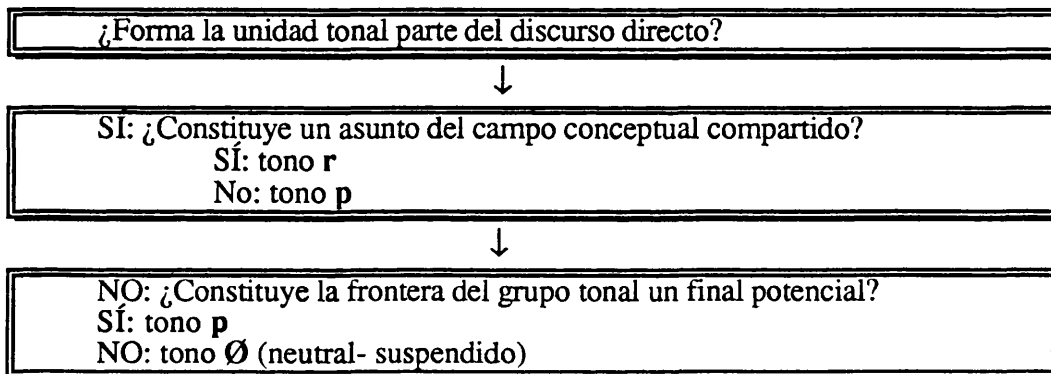 ¿Forma la unidad tonal parte del discurso directo?
↓
SÍ: ¿Constituye un asunto del campo conceptual compartido?
SÍ: tono r
No: tono p
↓
NO: ¿Constituye la frontera del grupo tonal un final potencial?
SÍ: tono p
NO: tono Ø (neutral- suspendido)